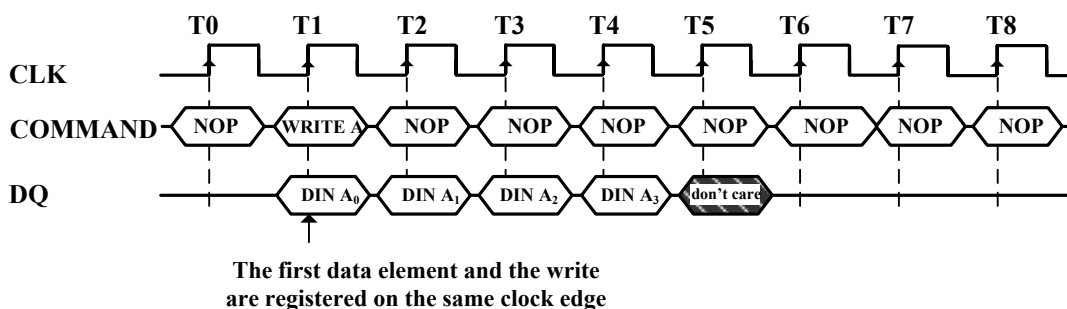 T0 T1 T2 T3 T4 T5 T6 T7 T8
CLK
COMMAND NOP WRITE A NOP NOP NOP NOP NOP NOP NOP
DQ DIN A₀ DIN A₁ DIN A₂ DIN A₃ don't care
The first data element and the write
are registered on the same clock edge